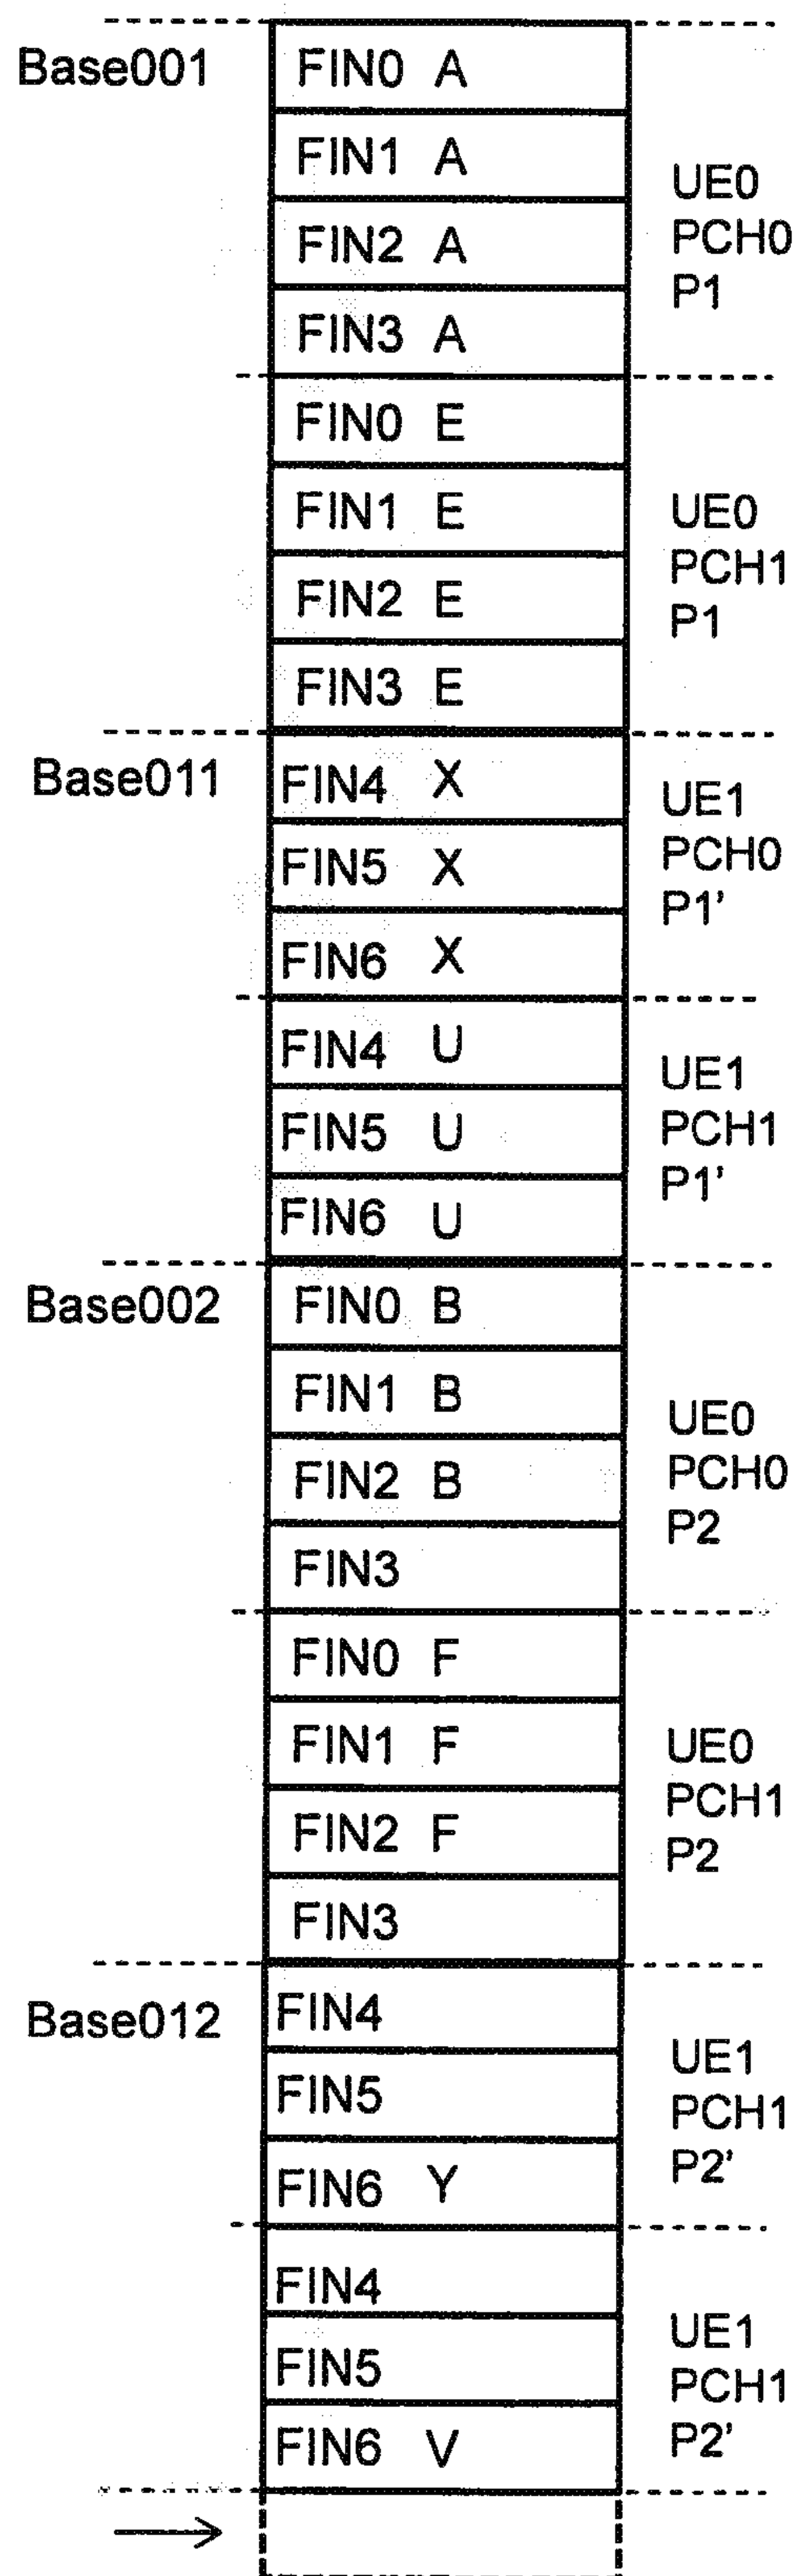 Base001 FIN0 A
FIN1 A
UE0
FIN2 A
PCH0
P1
FIN3 A
FIN0 E
FIN1 E
UE0
PCH1
FIN2 E
P1
FIN3 E
Base011 FIN4 X
UE1
FIN5 X
PCH0
P1'
FIN6 X
FIN4 U
UE1
FIN5 U
PCH1
P1'
FIN6 U
Base002 FIN0 B
FIN1 B
UE0
FIN2 B
PCH0
P2
FIN3
FIN0 F
FIN1 F
UE0
PCH1
FIN2 F
P2
FIN3
Base012 FIN4
UE1
FIN5
PCH1
P2'
FIN6 Y
FIN4
UE1
FIN5
PCH1
P2'
FIN6 V